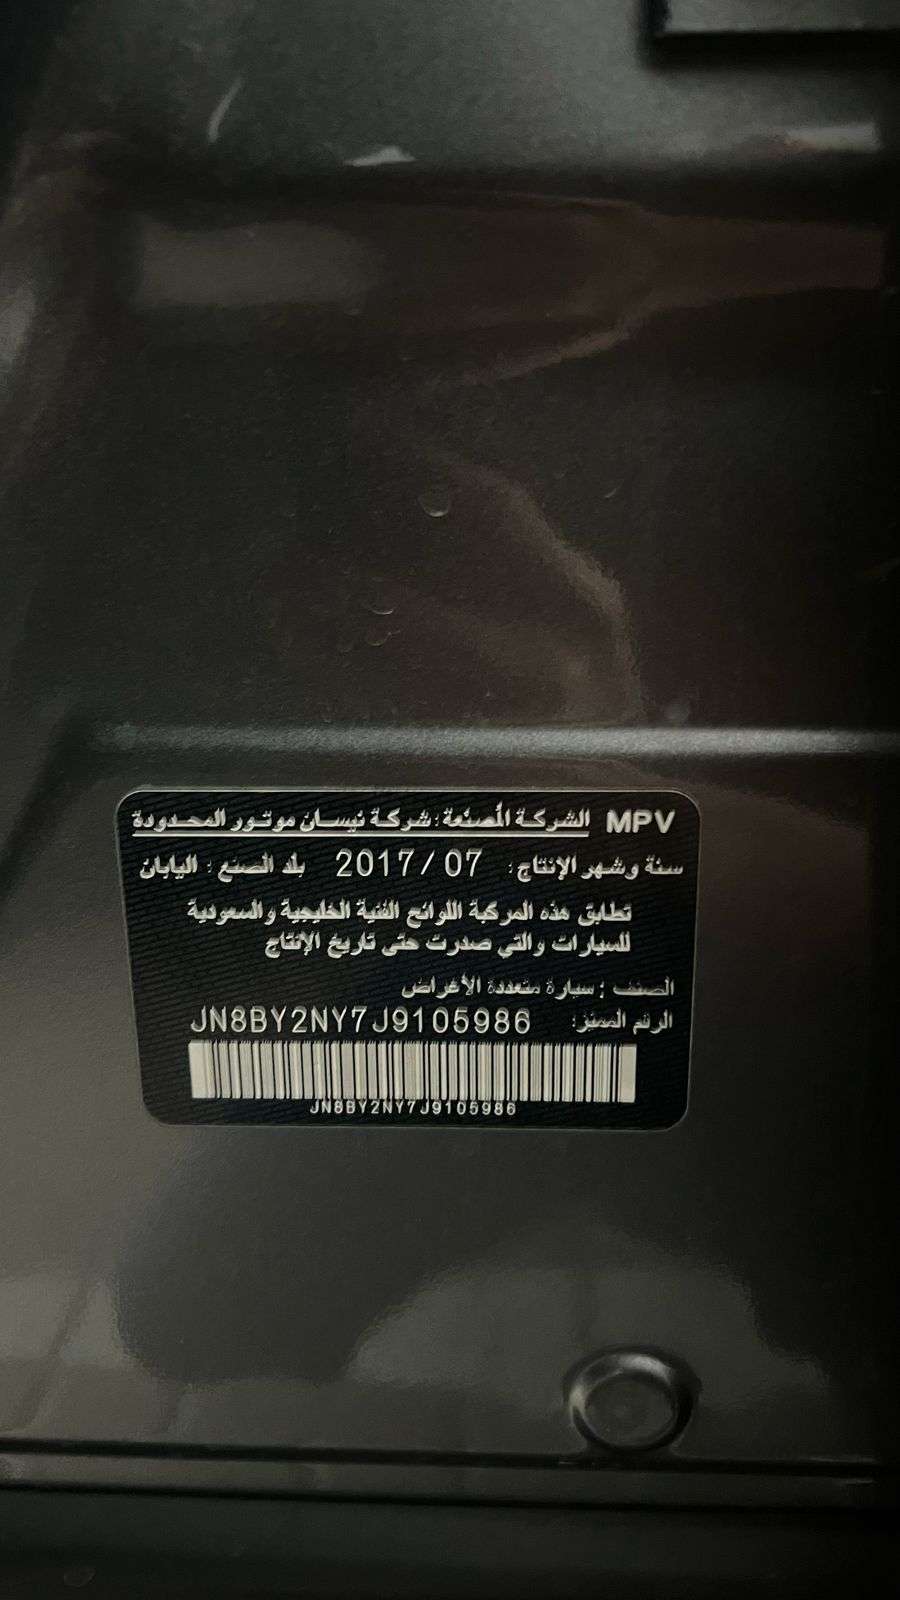 MPV الشركة المصنعة: شركة نيسان موتور المحدودة
سنة وشهر الإنتاج: 2017/07 بلد الصنع: اليابان
تطابق هذه المركبة اللوائح الفنية الخليجية والسعودية
للسيارات والتي صدرت حتى تاريخ الإنتاج
الصنف: سيارة متعددة الأغراض
الرقم المميز: JN8BY2NY7J9105986
JN8BY2NY7J9105986